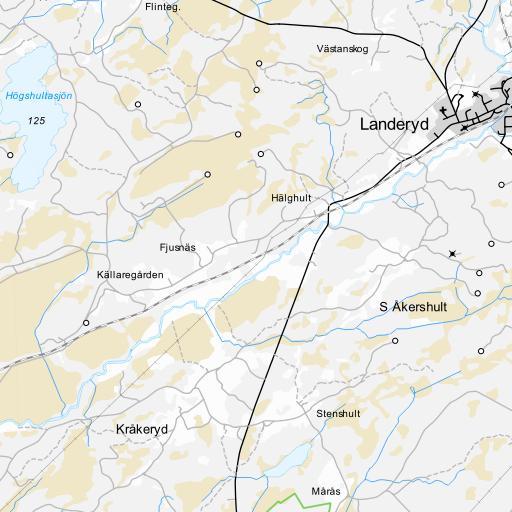 Flinteg.
Västanskog
Högshultasjön
125
Landeryd
Hälghult
Fjusnäs
Källaregården
S Åkershult
Stenshult
Kråkeryd
Mårås